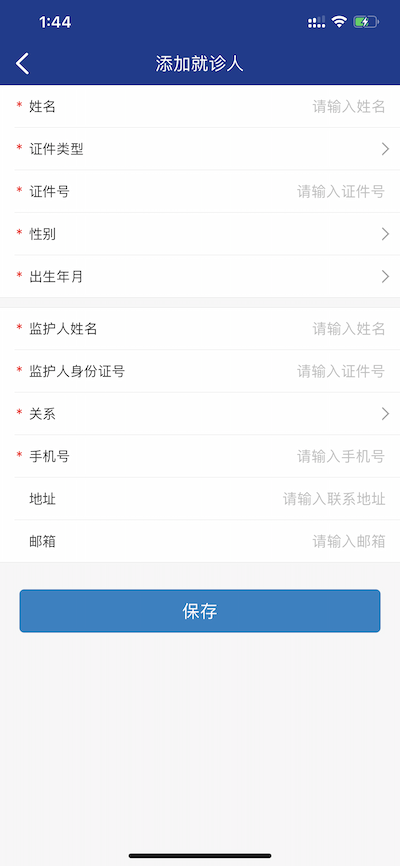 1:44
添加就诊人
* 姓名 请输入姓名
* 证件类型
* 证件号 请输入证件号
* 性别
* 出生年月
* 监护人姓名 请输入姓名
* 监护人身份证号 请输入证件号
* 关系
* 手机号 请输入手机号
地址 请输入联系地址
邮箱 请输入邮箱
保存